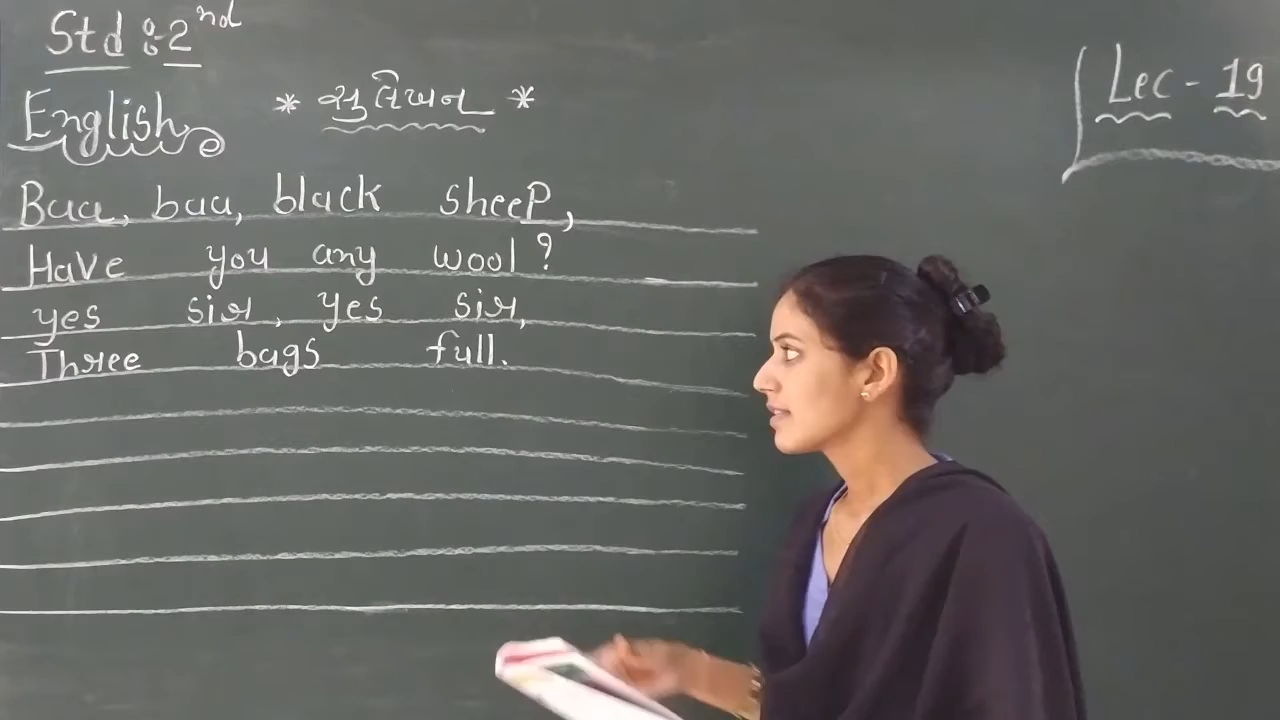 Std : 2nd
Lec - 19
English
* સુલેખન *
Baa, baa, black sheeP,
HaVe you any wool?
yes sir, yes sir,
Three bags full.